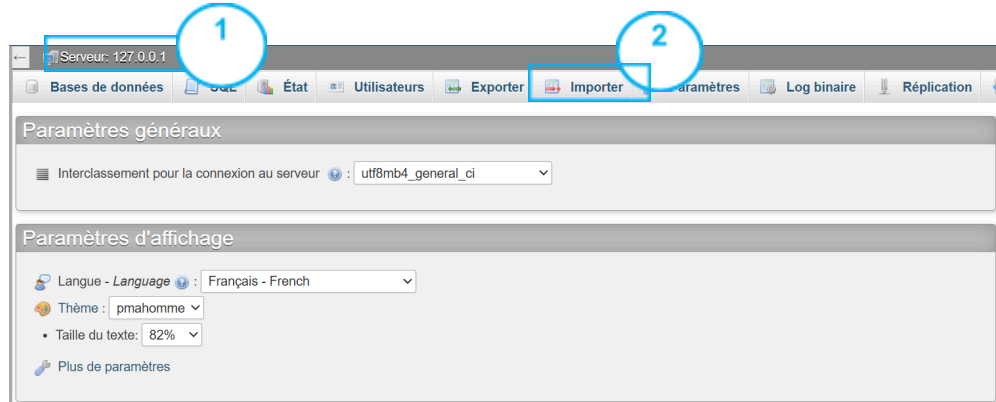 1
2
Serveur: 127.0.0.1
Bases de données SQL État Utilisateurs Exporter Importer Paramètres Log binaire Réplication
Paramètres généraux
Interclassement pour la connexion au serveur : utf8mb4_general_ci
Paramètres d'affichage
Langue - Language : Français - French
Thème : pmahomme
• Taille du texte: 82%
Plus de paramètres